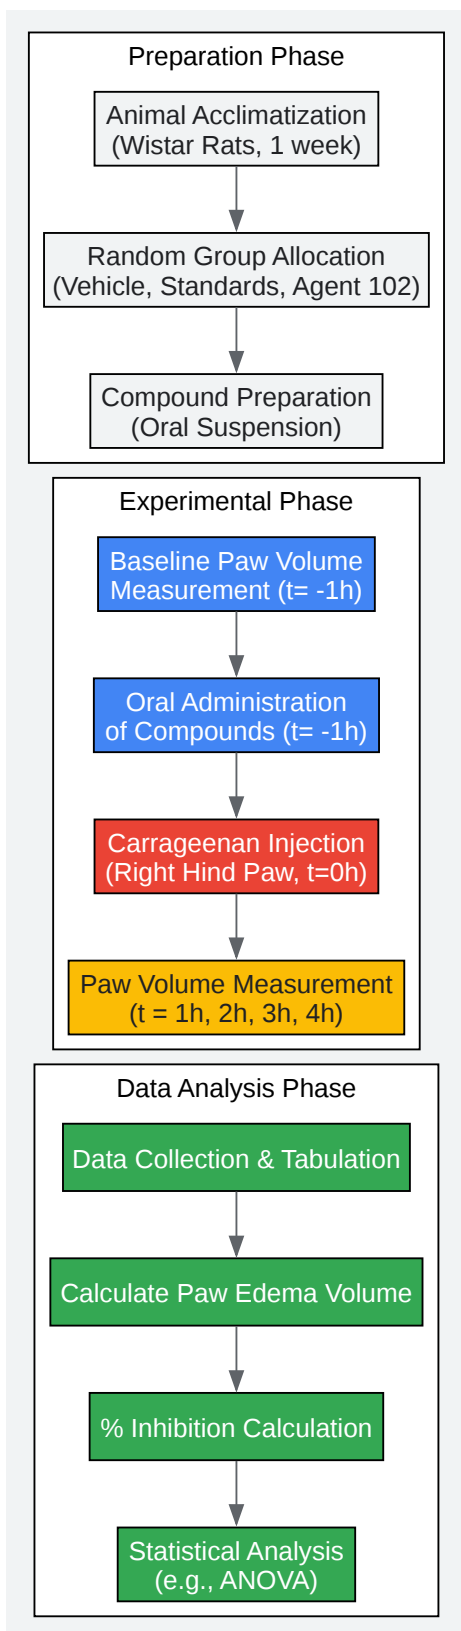 Preparation Phase
Animal Acclimatization
(Wistar Rats, 1 week)
Random Group Allocation
(Vehicle, Standards, Agent 102)
Compound Preparation
(Oral Suspension)
Experimental Phase
Baseline Paw Volume
Measurement (t= -1h)
Oral Administration
of Compounds (t= -1h)
Carrageenan Injection
(Right Hind Paw, t=0h)
Paw Volume Measurement
(t = 1h, 2h, 3h, 4h)
Data Analysis Phase
Data Collection & Tabulation
Calculate Paw Edema Volume
% Inhibition Calculation
Statistical Analysis
(e.g., ANOVA)